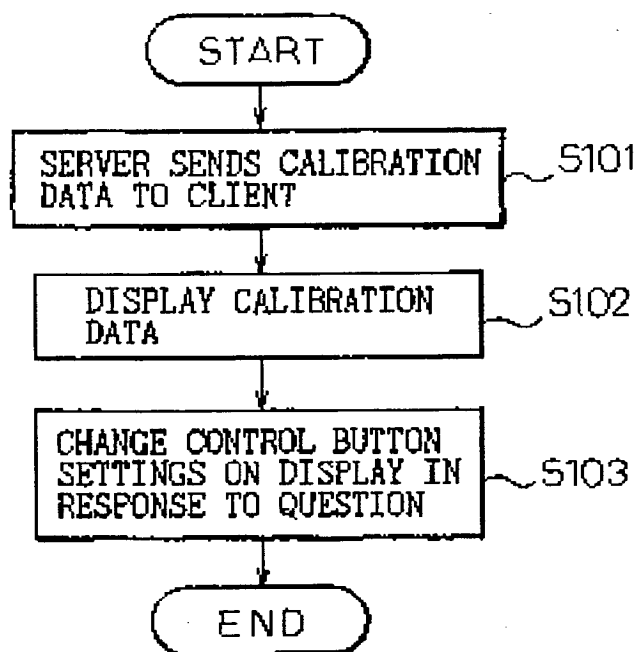 START
SERVER SENDS CALIBRATION
DATA TO CLIENT
S101
DISPLAY CALIBRATION
DATA
S102
CHANGE CONTROL BUTTON
SETTINGS ON DISPLAY IN
RESPONSE TO QUESTION
S103
END